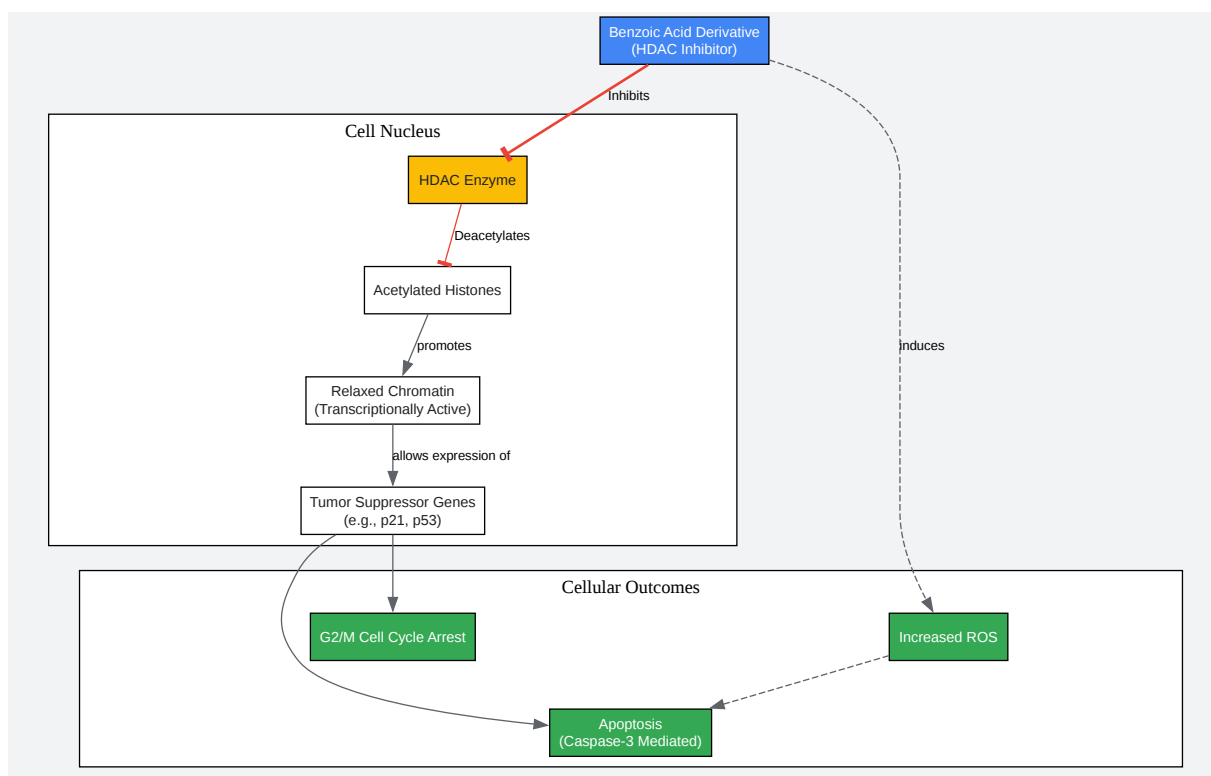 Benzoic Acid Derivative
(HDAC Inhibitor)
Inhibits
Cell Nucleus
HDAC Enzyme
Deacetylates
Acetylated Histones
promotes
induces
Relaxed Chromatin
(Transcriptionally Active)
allows expression of
Tumor Suppressor Genes
(e.g., p21, p53)
Cellular Outcomes
G2/M Cell Cycle Arrest
Increased ROS
Apoptosis
(Caspase-3 Mediated)